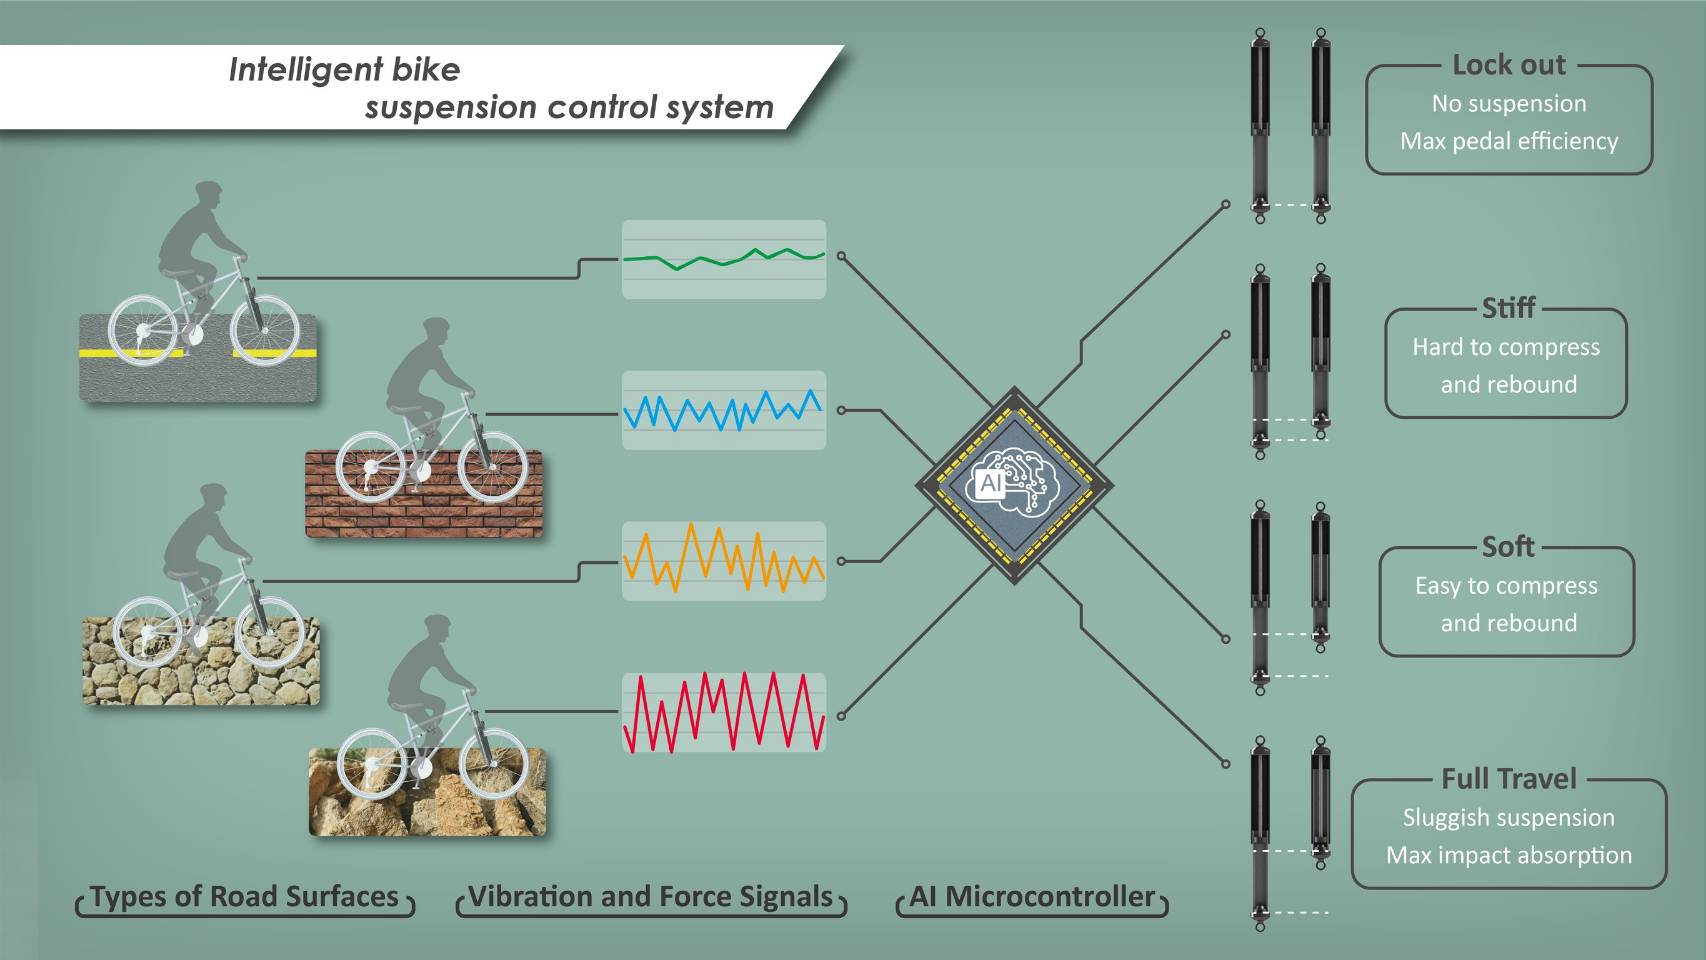 Intelligent bike
suspension control system
Lock out
No suspension
Max pedal efficiency
Stiff
Hard to compress
and rebound
AI
Soft
Easy to compress
and rebound
Full Travel
Sluggish suspension
Max impact absorption
Types of Road Surfaces
Vibration and Force Signals
AI Microcontroller